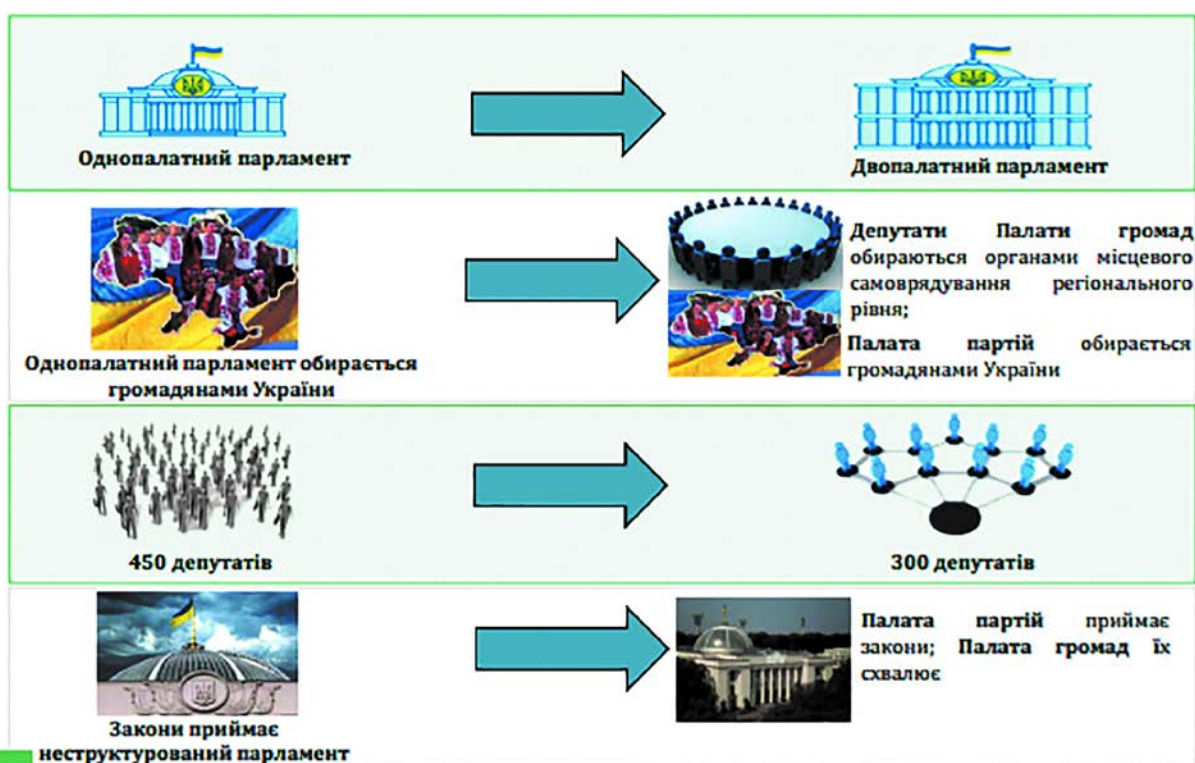 Однопалатний парламент
Двопалатний парламент
Однопалатний парламент обирається
громадянами України
Депутати Палати громад
обираються органами місцевого
самоврядування регіонального
рівня;
Палата партій обирається
громадянами України
450 депутатів
300 депутатів
Закони приймає
неструктурований парламент
Палата партій приймає
закони; Палата громад їх
схвалює